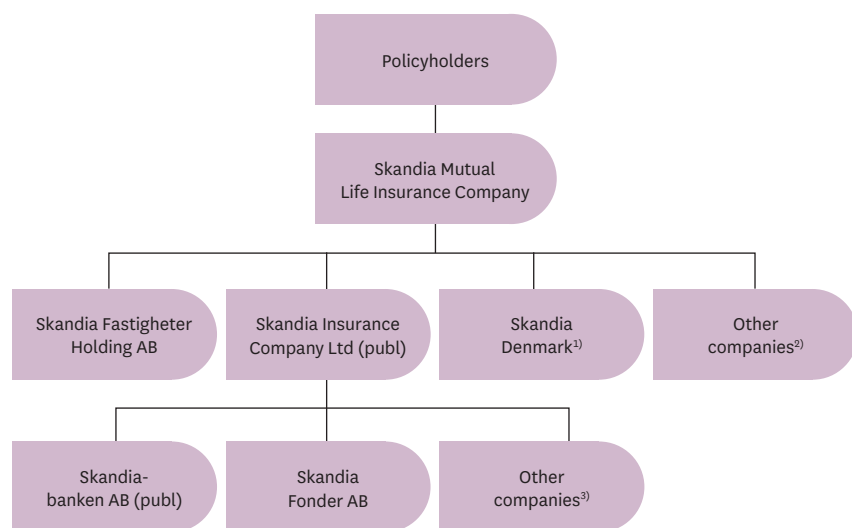 Policyholders
Skandia Mutual
Life Insurance Company
Skandia Fastigheter
Holding AB
Skandia Insurance
Company Ltd (publ)
Skandia
Denmark¹⁾
Other
companies²⁾
Skandia-
banken AB (publ)
Skandia
Fonder AB
Other
companies³⁾